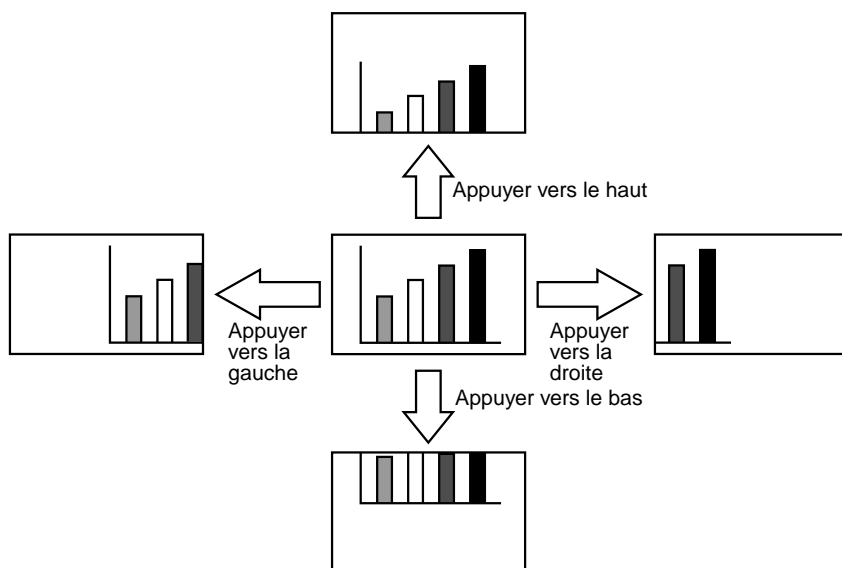 Appuyer vers le haut
Appuyer
vers la
gauche
Appuyer
vers la
droite
Appuyer vers le bas